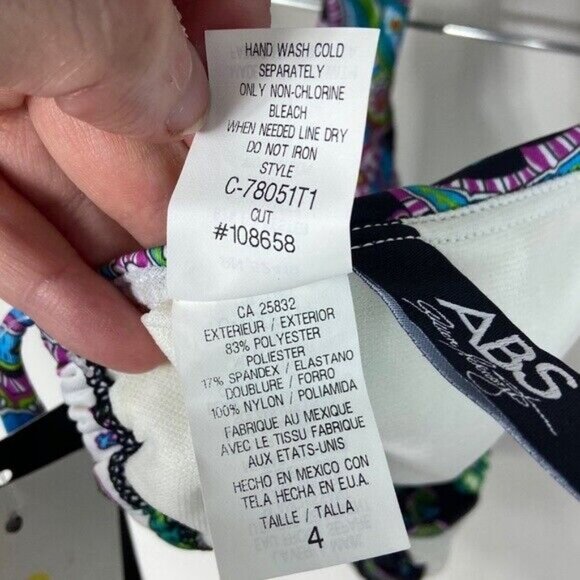 HAND WASH COLD
SEPARATELY
ONLY NON-CHLORINE
BLEACH
WHEN NEEDED LINE DRY
DO NOT IRON
STYLE
C-78051T1
CUT
#108658
CA 25832
EXTERIEUR / EXTERIOR
83% POLYESTER
POLIESTER
17% SPANDEX / ELASTANO
DOUBLURE / FORRO
100% NYLON / POLIAMIDA
FABRIQUE AU MEXIQUE
AVEC LE TISSU FABRIQUE
AUX ETATS-UNIS
HECHO EN MEXICO CON
TELA HECHA EN E.U.A.
TAILLE / TALLA
4
ABS